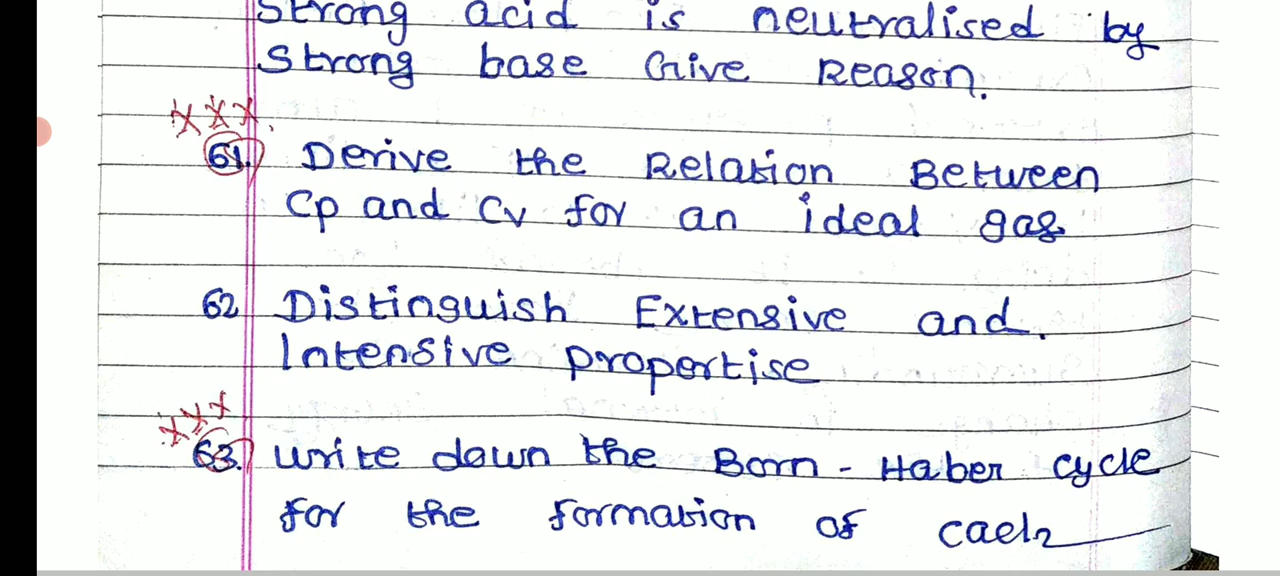 Strong acid is neutralised by
Strong base Give Reason.
XXX.
61. Derive the Relation Between
Cp and Cv for an ideal gas
62 Distinguish Extensive and.
Intensive propertise
XXX
63. Write down the Born - Haber cycle
for the formation of cacl2